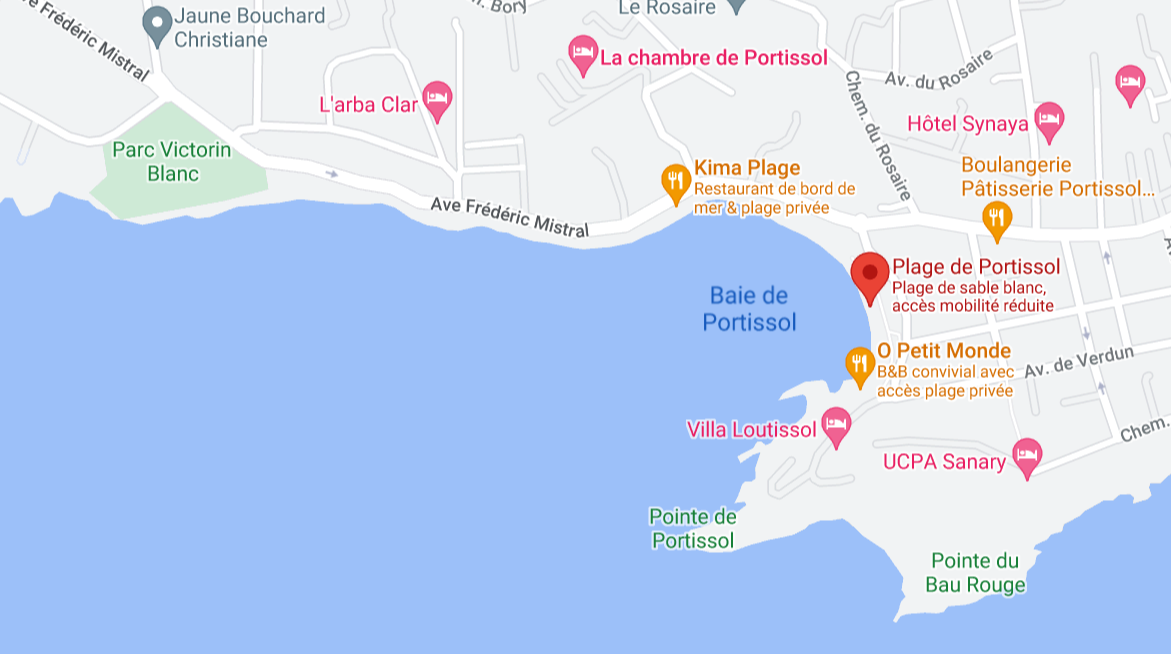 Bory
Le Rosaire
Jaune Bouchard
Christiane
Frédéric Mistral
La chambre de Portissol
L'arba Clar
Av. du Rosaire
Chem. du Rosaire
Hôtel Synaya
Parc Victorin
Blanc
Kima Plage
Restaurant de bord de
mer & plage privée
Boulangerie
Pâtisserie Portissol...
Ave Frédéric Mistral
Plage de Portissol
Plage de sable blanc,
accès mobilité réduite
Baie de
Portissol
O Petit Monde
B&B convivial avec
accès plage privée
Av. de Verdun
Villa Loutissol
Chem.
UCPA Sanary
Pointe de
Portissol
Pointe du
Bau Rouge